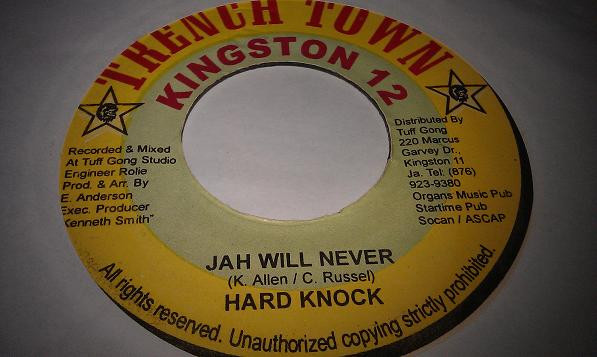 TRENCH TOWN
KINGSTON 12
Recorded & Mixed
At Tuff Gong Studio
Engineer Rolie
Prod. & Arr. By
E. Anderson
Exec. Producer
Kenneth Smith"
Distributed By
Tuff Gong
220 Marcus
Garvey Dr.,
Kingston 11
Ja. Tel: (876)
923-9380
Organs Music Pub
Startime Pub
Socan / ASCAP
JAH WILL NEVER
(K. Allen / C. Russel)
HARD KNOCK
All rights reserved. Unauthorized copying strictly prohibited.